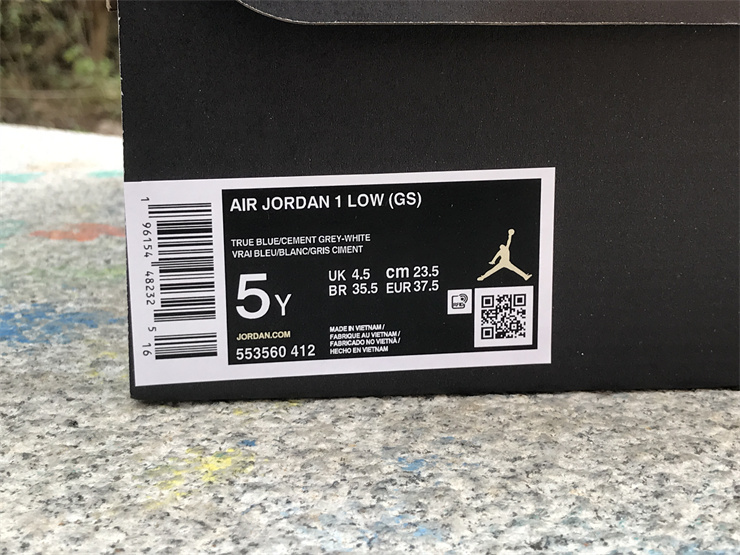 AIR JORDAN 1 LOW (GS)
TRUE BLUE/CEMENT GREY-WHITE
VRAI BLEU/BLANC/GRIS CIMENT
5Y
UK 4.5 cm 23.5
BR 35.5 EUR 37.5
JORDAN.COM
553560 412
MADE IN VIETNAM /
FABRIQUE AU VIETNAM /
FABRICADO NO VIETNÃ /
HECHO EN VIETNAM
1 96154 48232 5 16